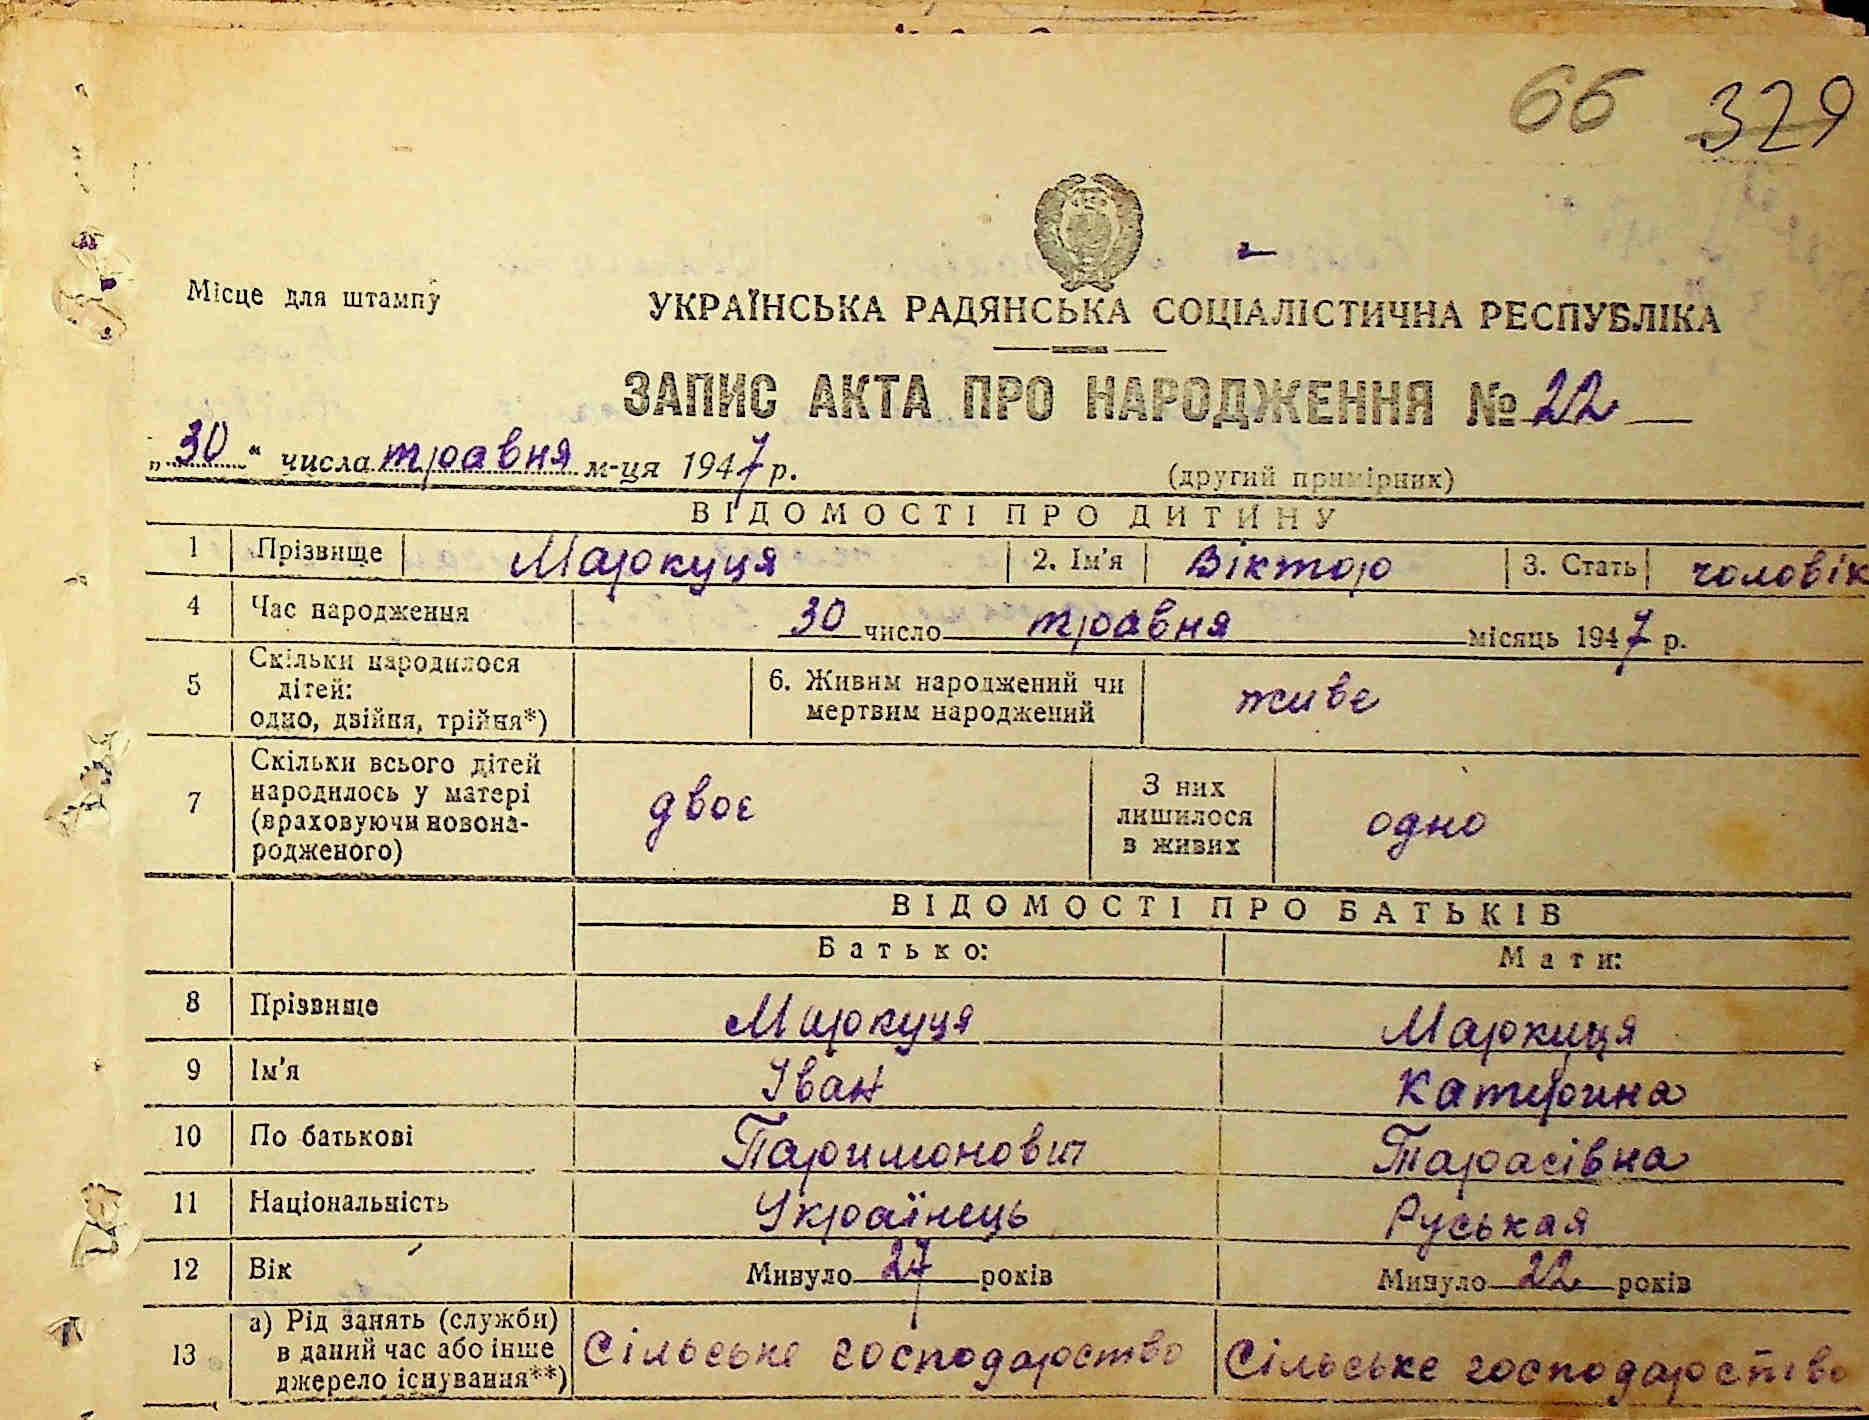 66 329
Місце для штампу
УКРАЇНСЬКА РАДЯНСЬКА СОЦІАЛІСТИЧНА РЕСПУБЛІКА
ЗАПИС АКТА ПРО НАРОДЖЕННЯ № 22
„30“ числа травня м-ця 1947 р.
(другий примірник)
ВІДОМОСТІ ПРО ДИТИНУ
1 Прізвище Маркуця 2. Ім'я Віктор 3. Стать чоловік
4 Час народження 30 число травня місяць 1947 р.
5 Скільки народилося дітей: одно, двійня, трійня*) 6. Живим народжений чи мертвим народжений живе
7 Скільки всього дітей народилось у матері (враховуючи новонародженого) двоє З них лишилося в живих одно
ВІДОМОСТІ ПРО БАТЬКІВ
Батько: Мати:
8 Прізвище Маркуця Маркуця
9 Ім'я Іван Катерина
10 По батькові Паримонович Тарасівна
11 Національність Українець Руськая
12 Вік Минуло 27 років Минуло 22 років
13 а) Рід занять (служби) в даний час або інше джерело існування**) Сільське господарство Сільське господарство